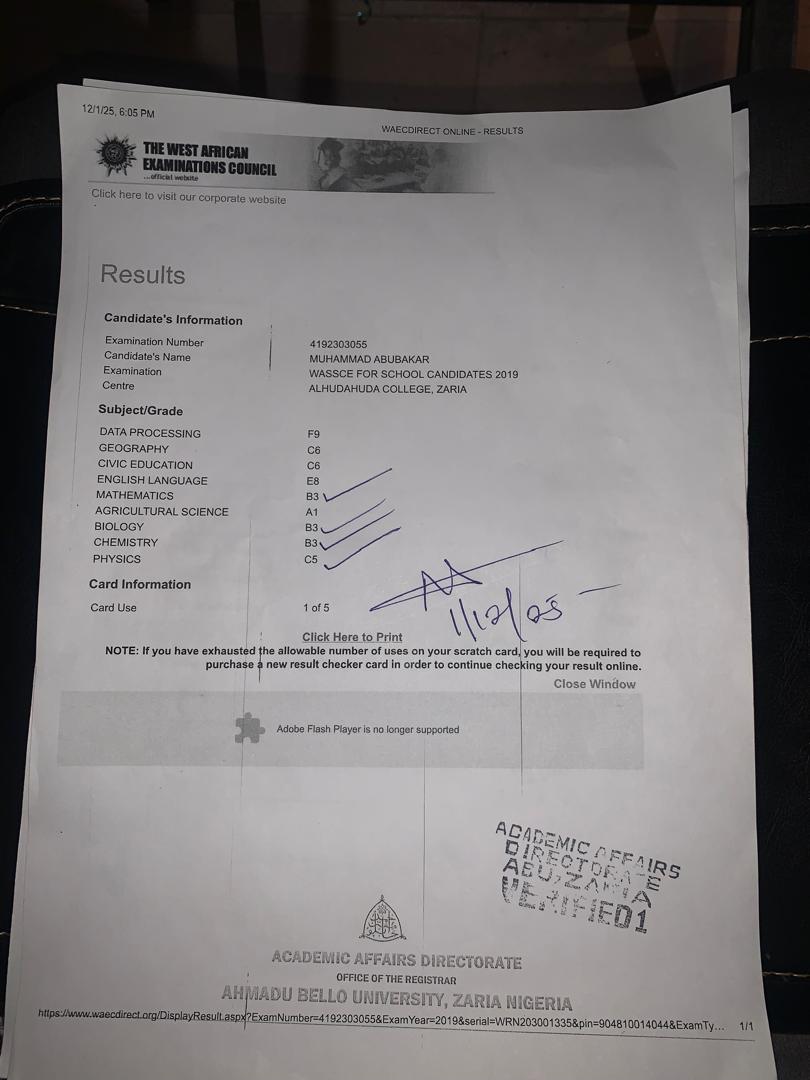 12/1/25, 6:05 PM
WAECDIRECT ONLINE - RESULTS
THE WEST AFRICAN
EXAMINATIONS COUNCIL
...official website
Click here to visit our corporate website
Results
Candidate's Information
Examination Number 4192303055
Candidate's Name MUHAMMAD ABUBAKAR
Examination WASSCE FOR SCHOOL CANDIDATES 2019
Centre ALHUDAHUDA COLLEGE, ZARIA
Subject/Grade
DATA PROCESSING F9
GEOGRAPHY C6
CIVIC EDUCATION C6
ENGLISH LANGUAGE E8
MATHEMATICS B3
AGRICULTURAL SCIENCE A1
BIOLOGY B3
CHEMISTRY B3
PHYSICS C5
Card Information
Card Use 1 of 5
1/12/25
Click Here to Print
NOTE: If you have exhausted the allowable number of uses on your scratch card, you will be required to
purchase a new result checker card in order to continue checking your result online.
Close Window
Adobe Flash Player is no longer supported
ACADEMIC AFFAIRS
DIRECTORATE
ABU, ZARIA
VERIFIED1
ACADEMIC AFFAIRS DIRECTORATE
OFFICE OF THE REGISTRAR
AHMADU BELLO UNIVERSITY, ZARIA NIGERIA
https://www.waecdirect.org/DisplayResult.aspx?ExamNumber=4192303055&ExamYear=2019&serial=WRN203001335&pin=904810014044&ExamTy... 1/1